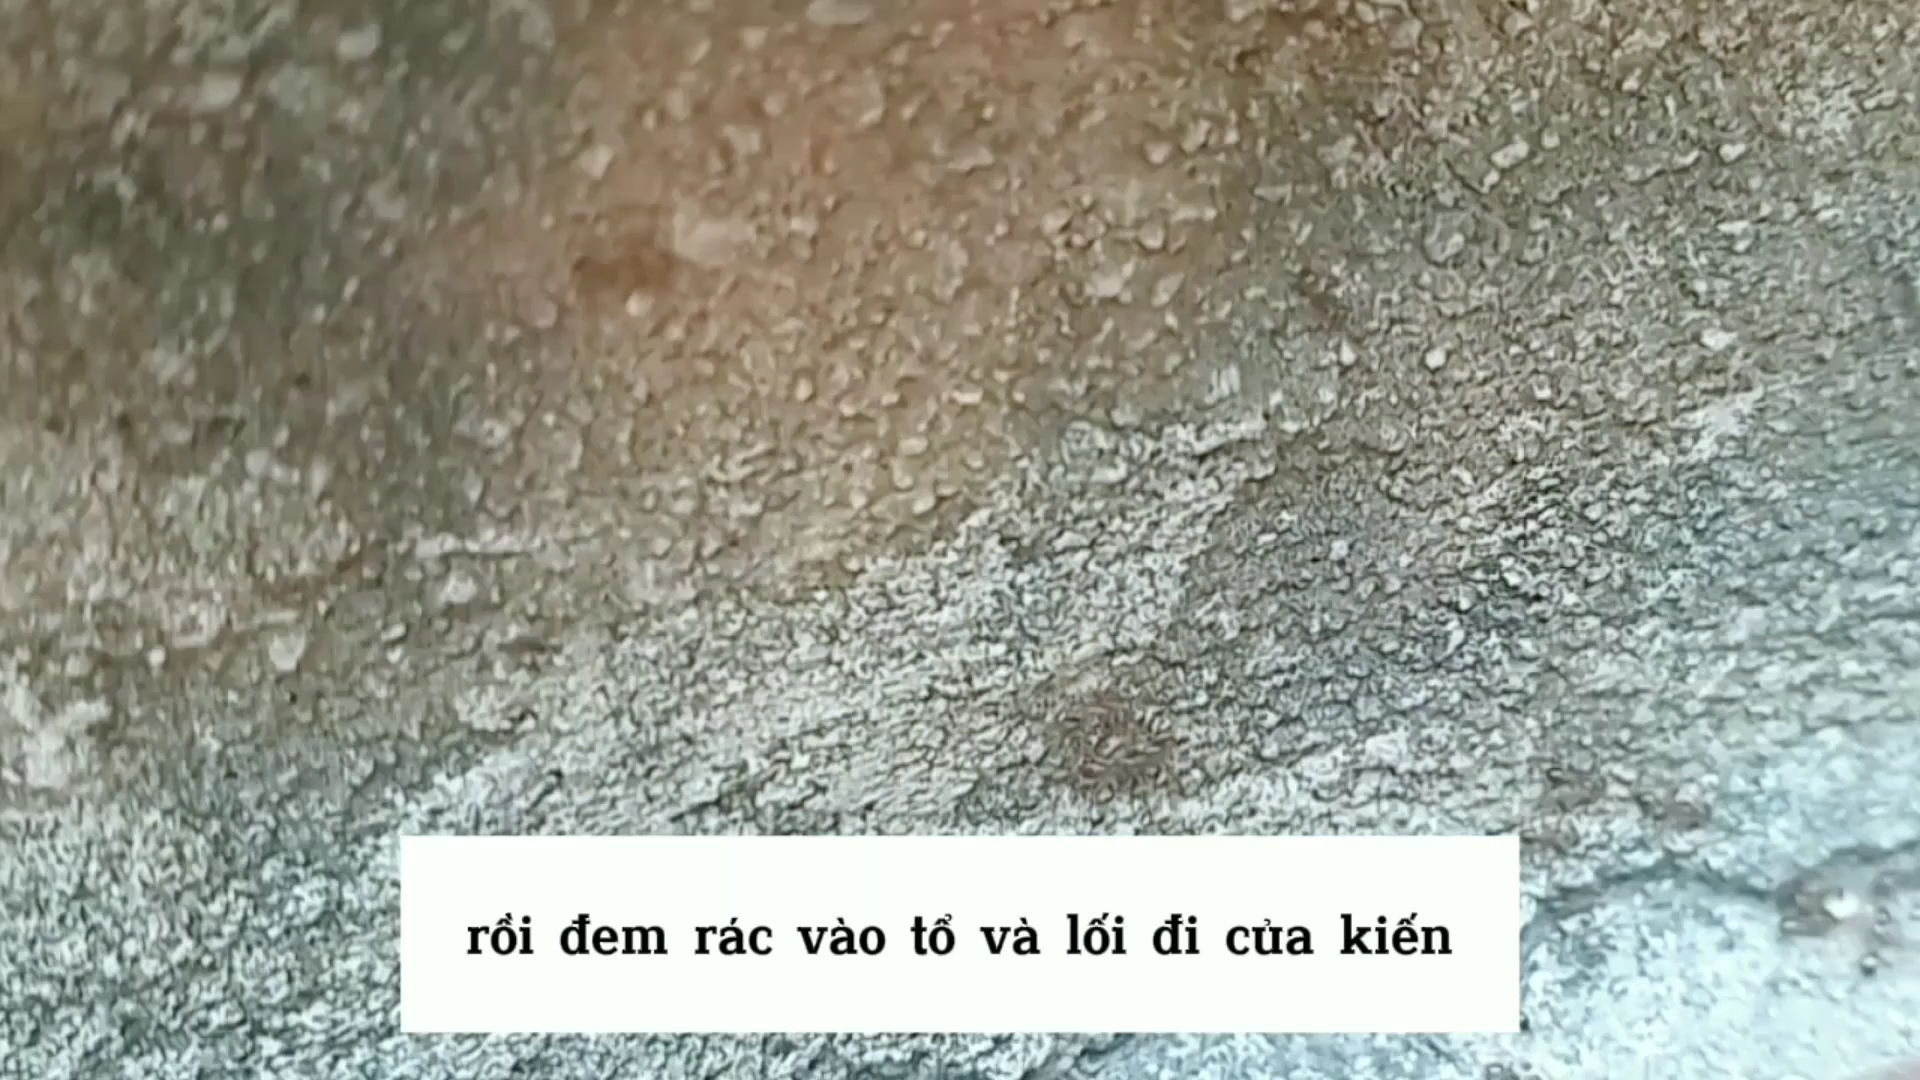 rồi đem rác vào tổ và lối đi của kiến